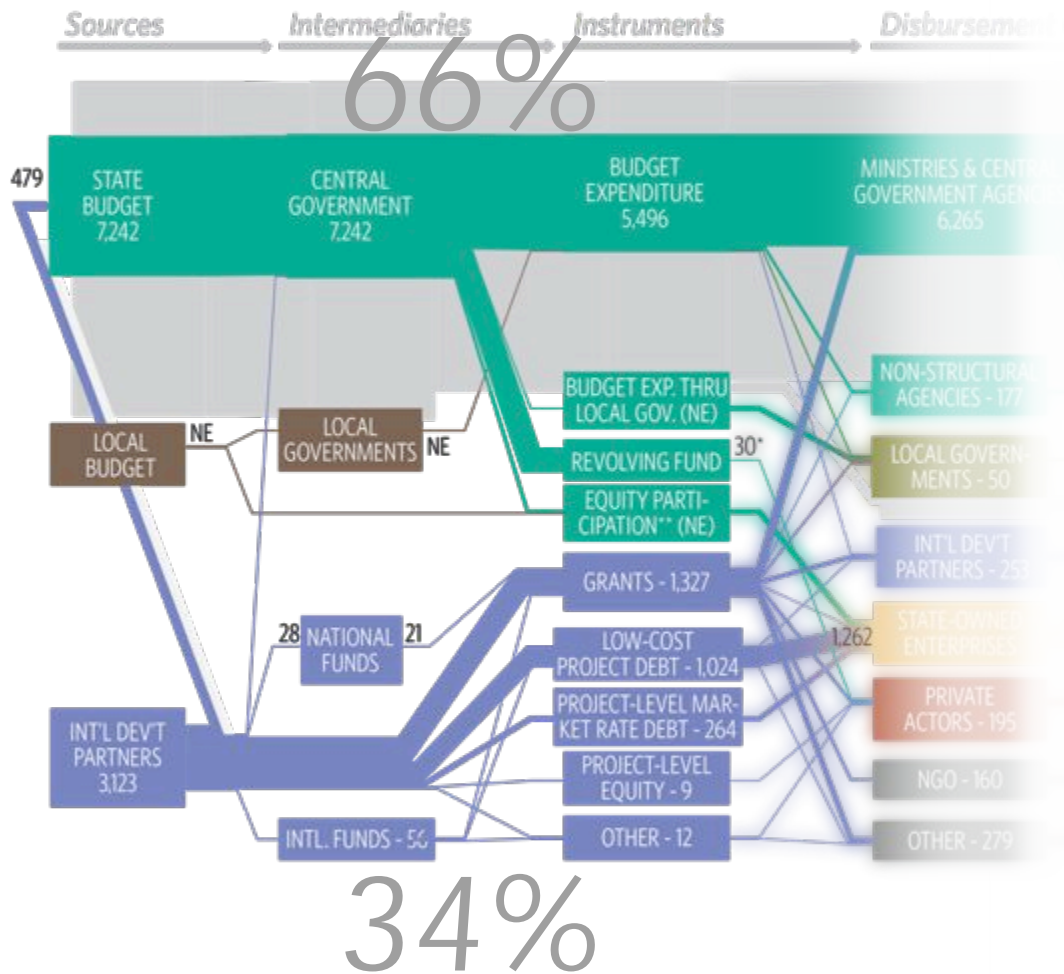 Sources
Intermediaries
Instruments
66%
479
STATE
BUDGET
7,242
CENTRAL
GOVERNMENT
7,242
BUDGET
EXPENDITURE
5,496
MINISTRIES & CENTRAL
GOVERNMENT
6,265
LOCAL
BUDGET
NE
LOCAL
GOVERNMENTS
NE
BUDGET EXP. THRU
LOCAL GOV. (NE)
REVOLVING FUND
30*
EQUITY PARTI-
CIPATION** (NE)
NON-STRUCTURAL
AGENCIES - 177
LOCAL GOVERN-
MENTS - 50
INT'L DEV'T
PARTNERS - 253
STATE-OWNED
ENTERPRISES
1,262
PRIVATE
ACTORS - 195
NGO - 160
OTHER - 279
GRANTS - 1,327
LOW-COST
PROJECT DEBT - 1,024
PROJECT-LEVEL MAR-
KET RATE DEBT - 264
PROJECT-LEVEL
EQUITY - 9
OTHER - 12
28
NATIONAL
FUNDS
21
INT'L DEV'T
PARTNERS
3,123
INTL. FUNDS -
34%